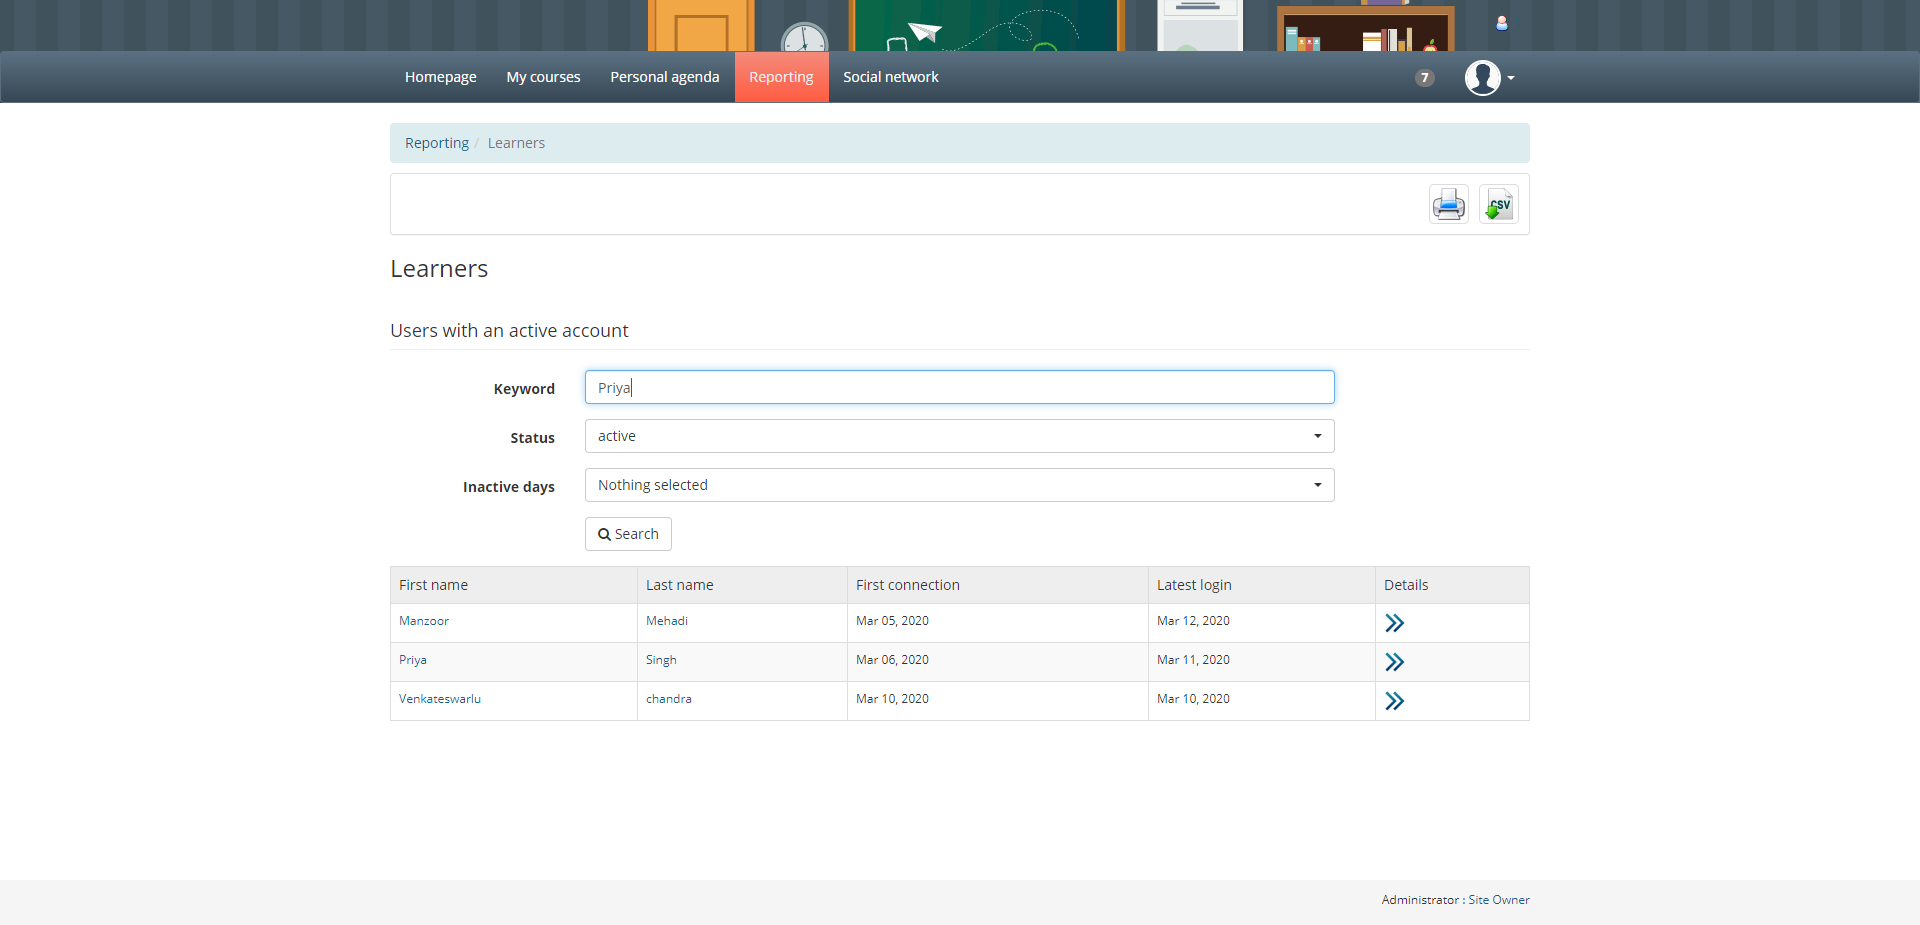 Homepage My courses Personal agenda Reporting Social network 7
Reporting / Learners
CSV
Learners
Users with an active account
Keyword Priya
Status active
Inactive days Nothing selected
Search
First name Last name First connection Latest login Details
Manzoor Mehadi Mar 05, 2020 Mar 12, 2020
Priya Singh Mar 06, 2020 Mar 11, 2020
Venkateswarlu chandra Mar 10, 2020 Mar 10, 2020
Administrator : Site Owner